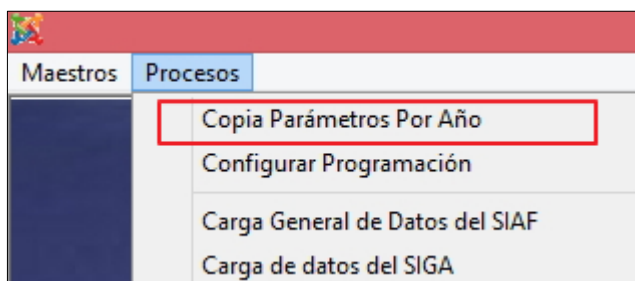 Maestros Procesos
Copia Parámetros Por Año
Configurar Programación
Carga General de Datos del SIAF
Carga de datos del SIGA